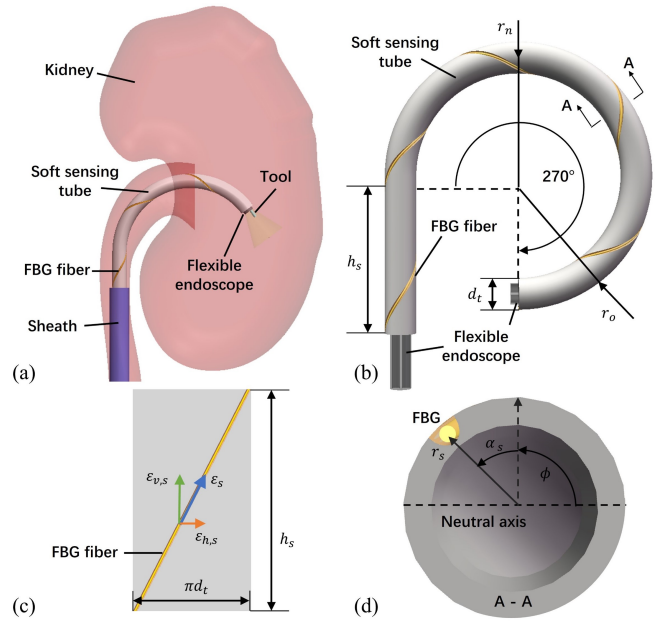 (a)
Kidney
Soft sensing
tube
Tool
FBG fiber
Flexible
endoscope
Sheath
(b)
Soft sensing
tube
r_n
A
A
270°
FBG fiber
h_s
d_t
Flexible
endoscope
r_o
(c)
ε_{v,s}
ε_s
ε_{h,s}
FBG fiber
h_s
πd_t
(d)
FBG
α_s
r_s
ϕ
Neutral axis
A - A